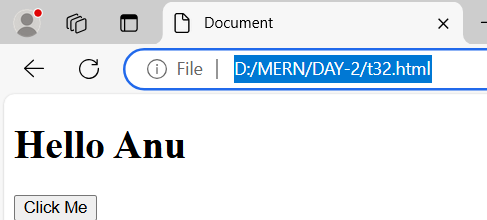 Document
File
D:/MERN/DAY-2/t32.html
Hello Anu
Click Me